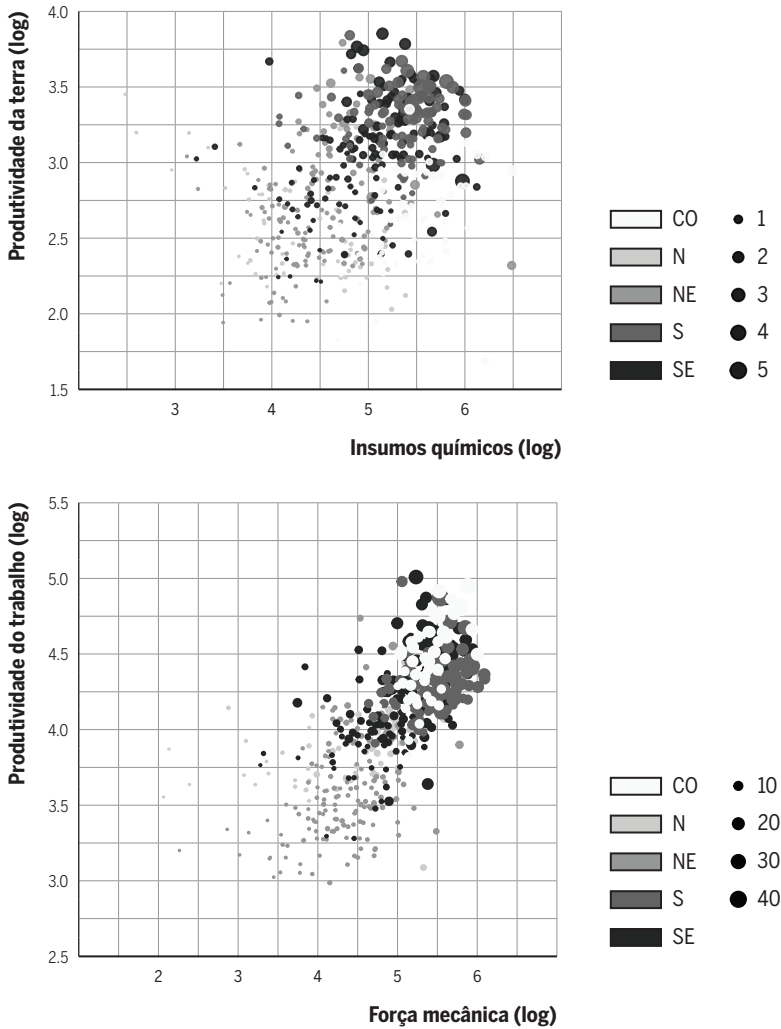 Produtividade da terra (log)
4.0
3.5
3.0
2.5
2.0
1.5
3 4 5 6
Insumos químicos (log)
CO 1
N 2
NE 3
S 4
SE 5
Produtividade do trabalho (log)
5.5
5.0
4.5
4.0
3.5
3.0
2.5
2 3 4 5 6
Força mecânica (log)
CO 10
N 20
NE 30
S 40
SE